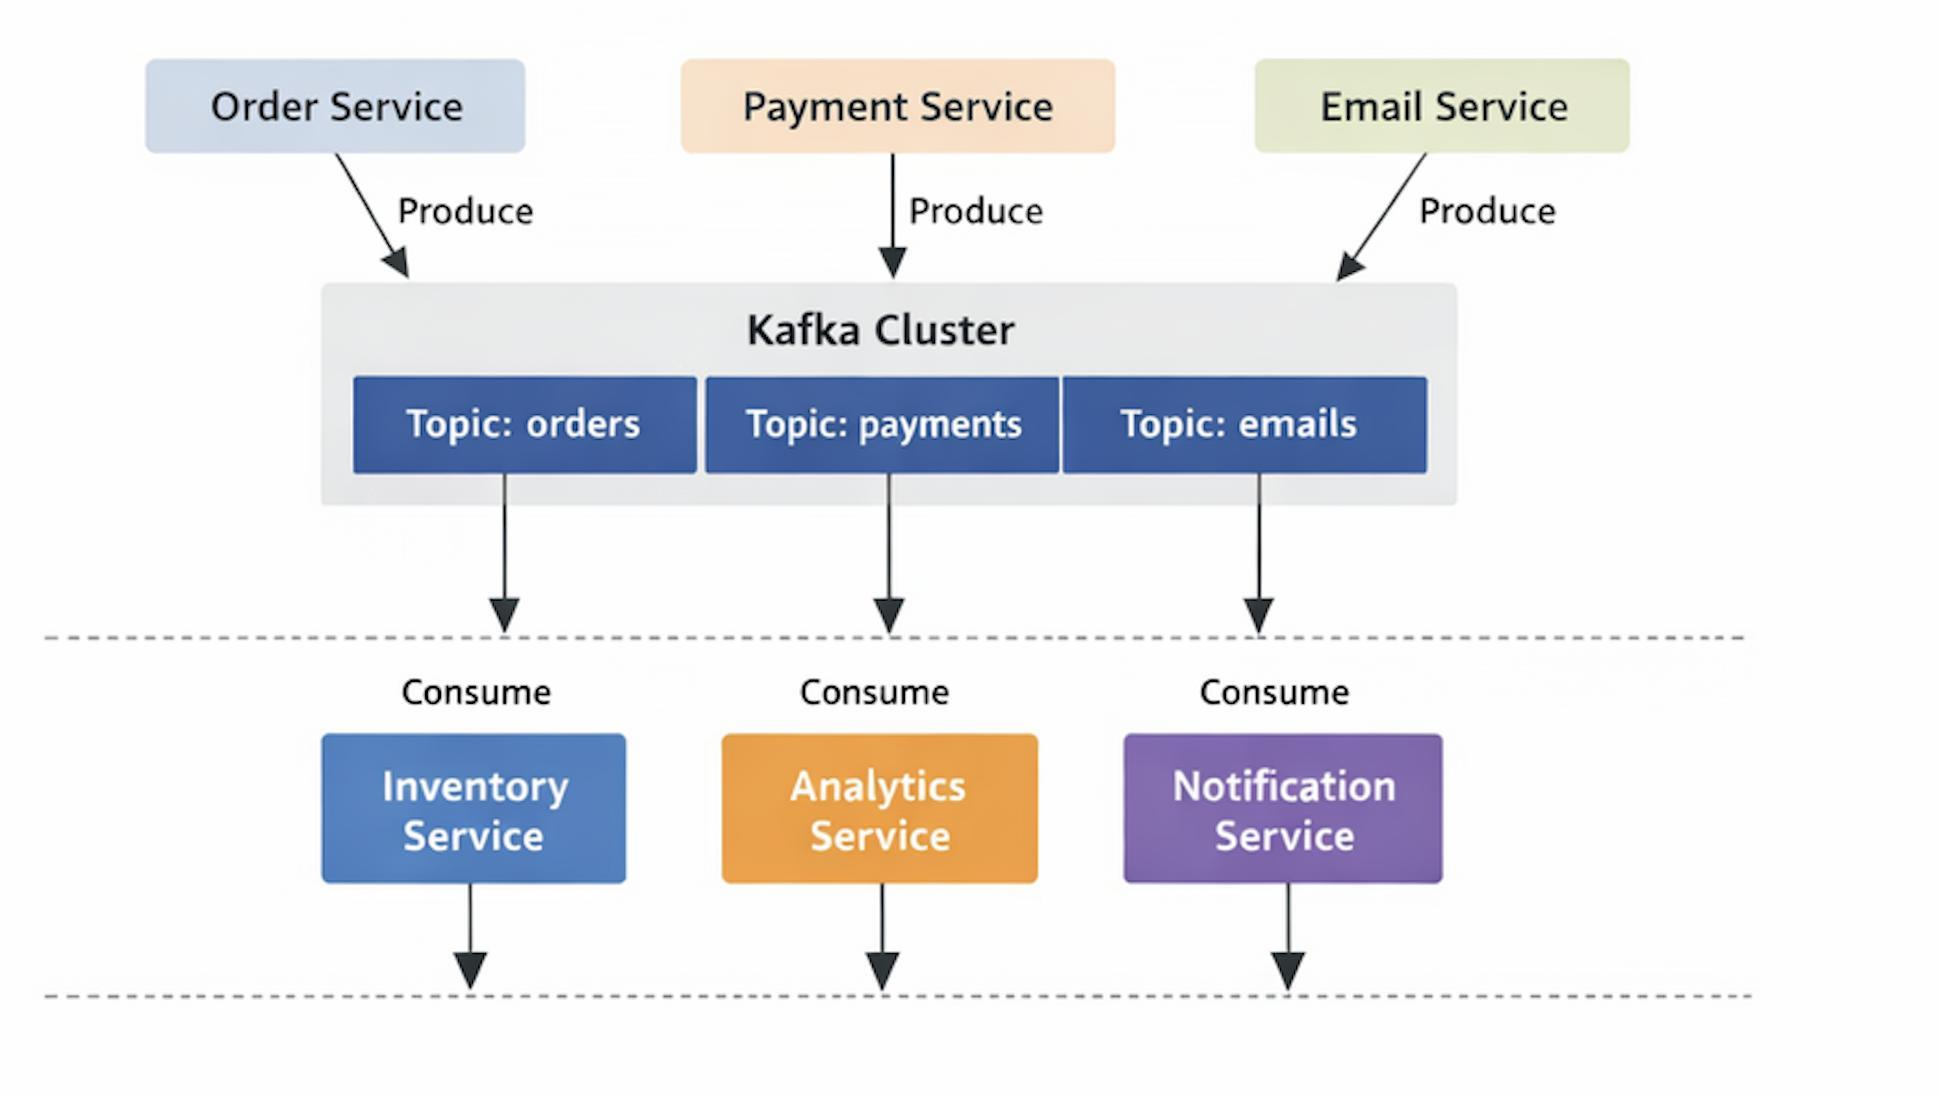 Order Service
Payment Service
Email Service
Produce
Produce
Produce
Kafka Cluster
Topic: orders
Topic: payments
Topic: emails
Consume
Consume
Consume
Inventory
Service
Analytics
Service
Notification
Service